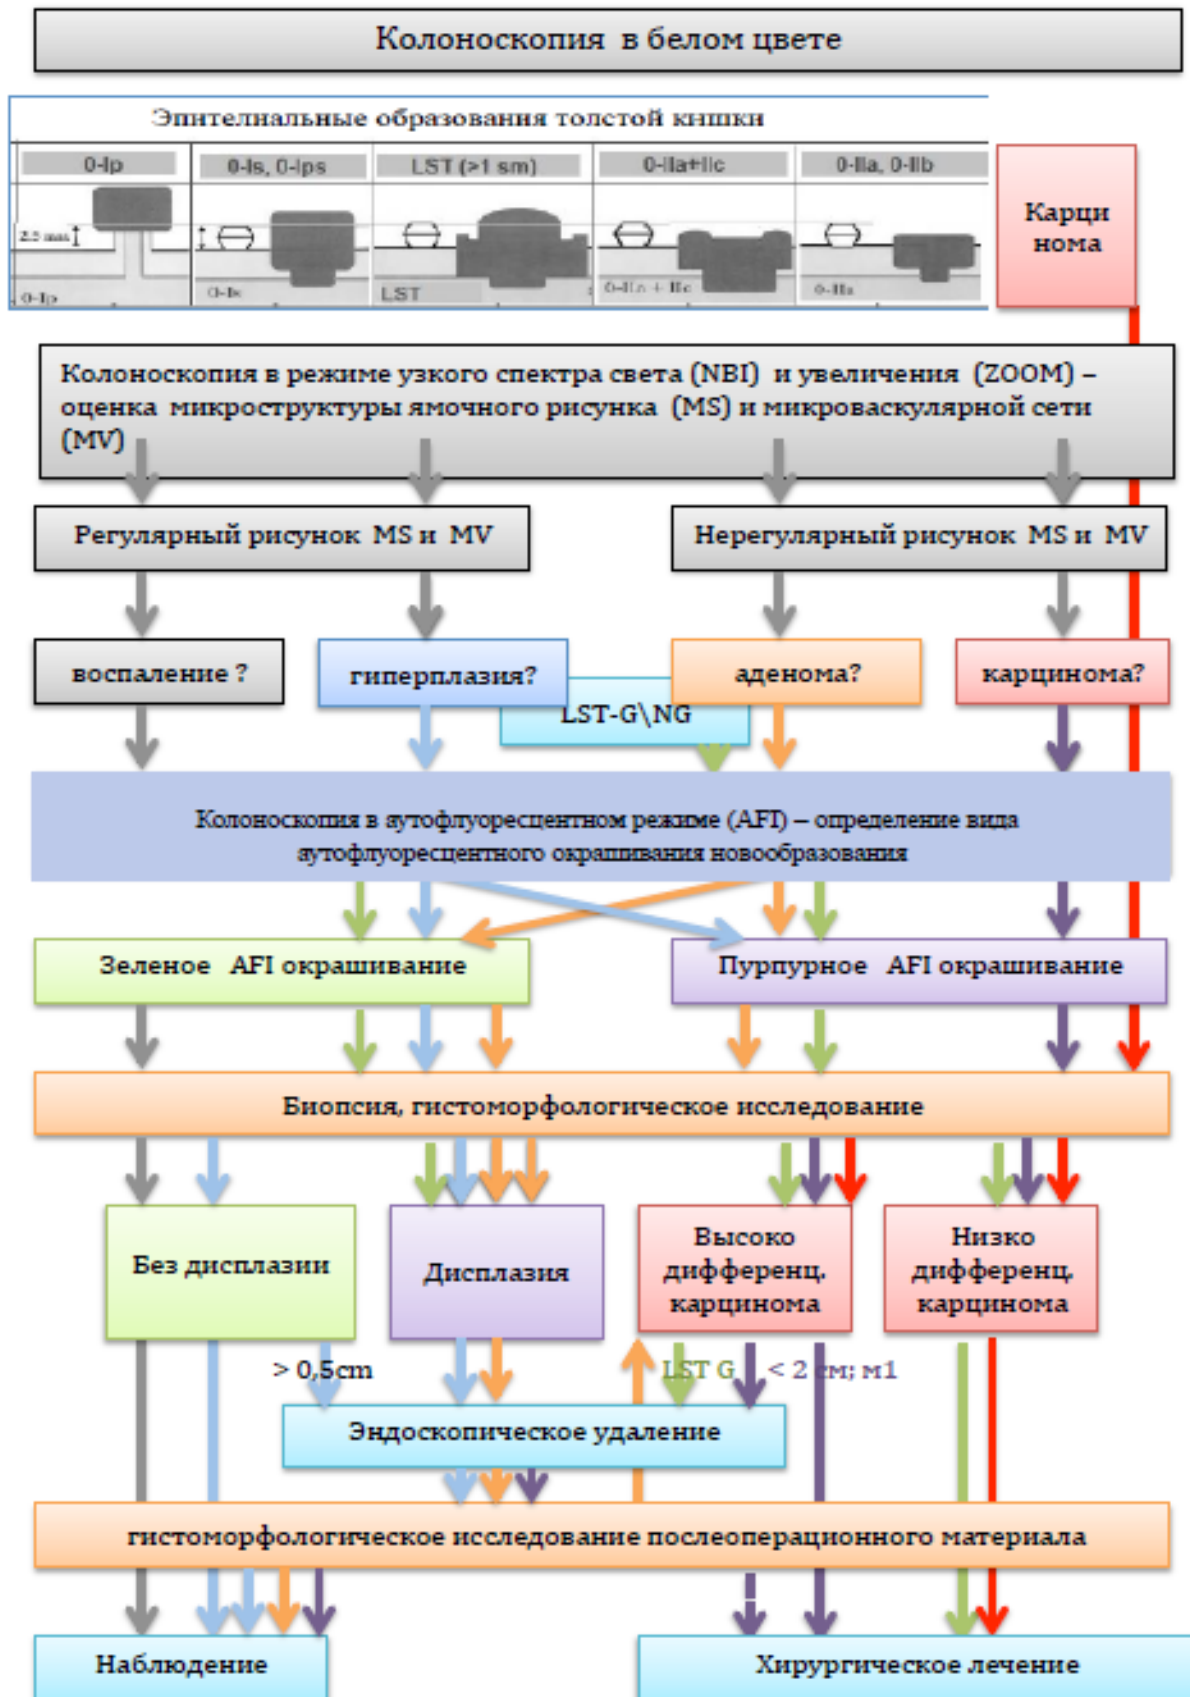 Колоноскопия в белом цвете
Эпителиальные образования толстой кишки
0-Ip
0-Is, 0-Ips
LST (>1 sm)
0-IIa+IIc
0-IIa, 0-IIb
Карци
нома
0-Ip
0-Is
LST
0-IIa + IIc
0-IIa
Колоноскопия в режиме узкого спектра света (NBI) и увеличения (ZOOM) –
оценка микроструктуры ямочного рисунка (MS) и микроваскулярной сети
(MV)
Регулярный рисунок MS и MV
Нерегулярный рисунок MS и MV
воспаление ?
гиперплазия?
аденома?
карцинома?
LST-G\NG
Колоноскопия в аутофлуоресцентном режиме (AFI) – определение вида
аутофлуоресцентного окрашивания новообразования
Зеленое AFI окрашивание
Пурпурное AFI окрашивание
Биопсия, гистоморфологическое исследование
Без дисплазии
Дисплазия
Высоко
дифференц.
карцинома
Низко
дифференц.
карцинома
> 0,5cm
LST G
< 2 см; м1
Эндоскопическое удаление
гистоморфологическое исследование послеоперационного материала
Наблюдение
Хирургическое лечение